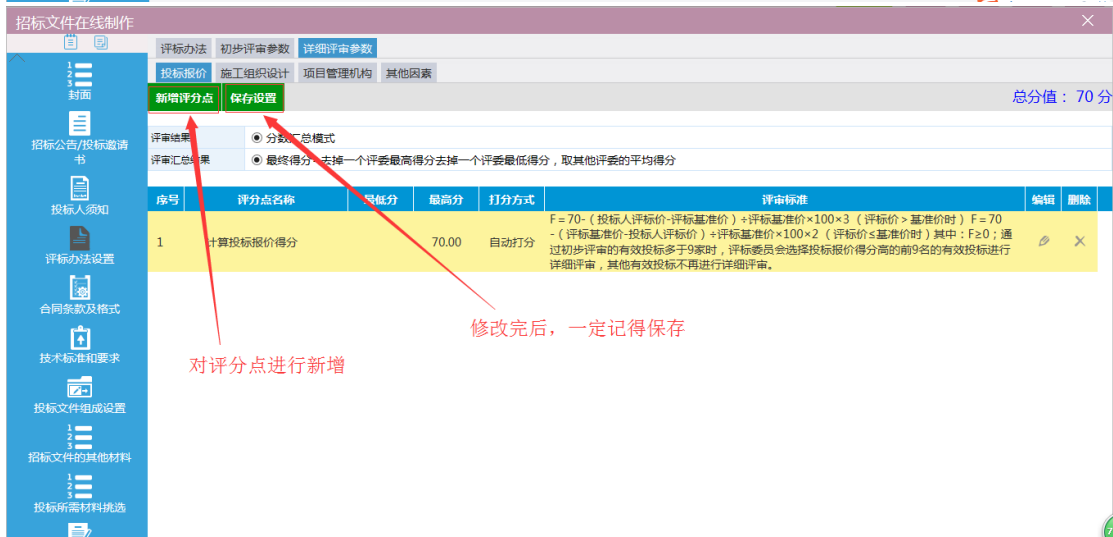 招标文件在线制作
封面
招标公告/投标邀请
书
投标人须知
评标办法设置
合同条款及格式
技术标准和要求
投标文件组成设置
招标文件的其他材料
投标所需材料挑选
评标办法 初步评审参数 详细评审参数
投标报价 施工组织设计 项目管理机构 其他因素
新增评分点 保存设置 总分值: 70 分
评审结果 分数汇总模式
评审汇总结果 最终得分=去掉一个评委最高得分去掉一个评委最低得分,取其他评委的平均得分
序号 评分点名称 最低分 最高分 打分方式 评审标准 编辑 删除
1 计算投标报价得分 70.00 自动打分
F=70-(投标人评标价-评标基准价)÷评标基准价×100×3(评标价>基准价时)F=70
-(评标基准价-投标人评标价)÷评标基准价×100×2 (评标价≤基准价时)其中:F≥0;通
过初步评审的有效投标多于9家时,评标委员会选择投标报价得分高的前9名的有效投标进行
详细评审,其他有效投标不再进行详细评审。
修改完后,一定记得保存
对评分点进行新增